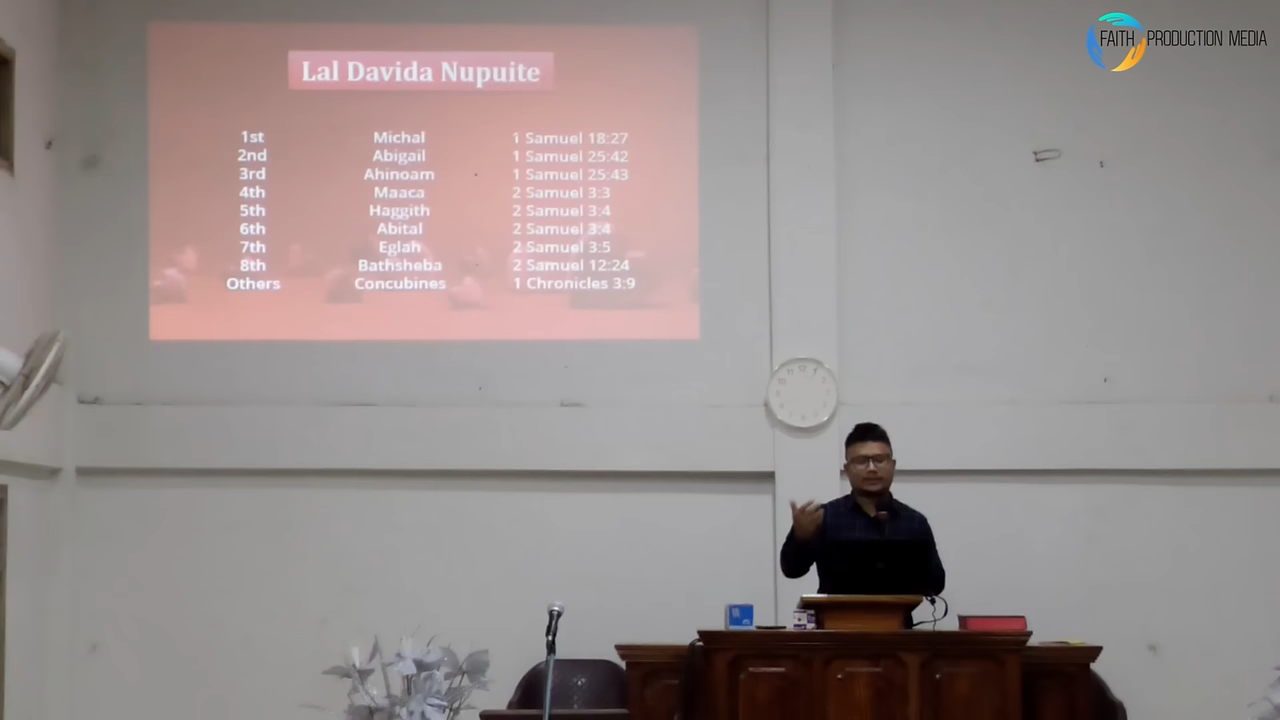 FAITH PRODUCTION MEDIA
Lal Davida Nupuite
1st Michal 1 Samuel 18:27
2nd Abigail 1 Samuel 25:42
3rd Ahinoam 1 Samuel 25:43
4th Maaca 2 Samuel 3:3
5th Haggith 2 Samuel 3:4
6th Abital 2 Samuel 3:4
7th Eglah 2 Samuel 3:5
8th Bathsheba 2 Samuel 12:24
Others Concubines 1 Chronicles 3:9